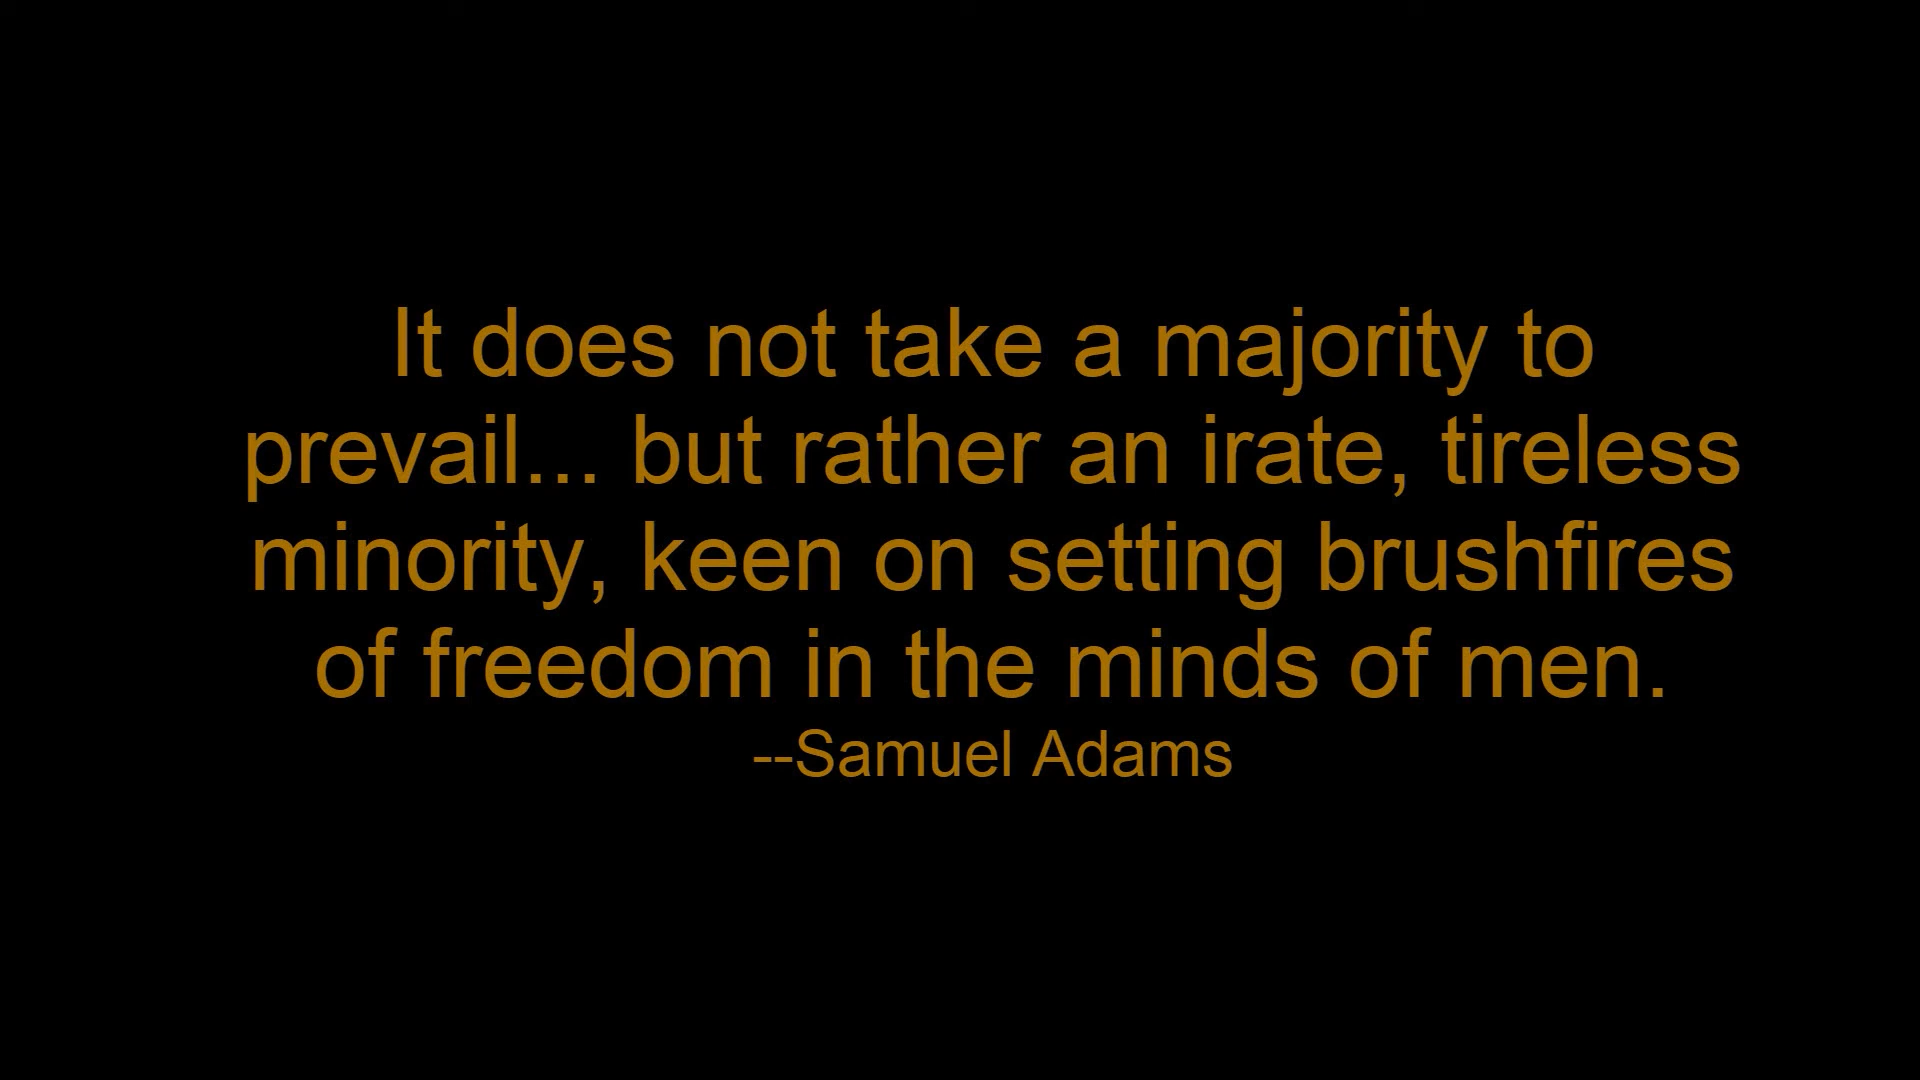 It does not take a majority to
prevail... but rather an irate, tireless
minority, keen on setting brushfires
of freedom in the minds of men.
--Samuel Adams